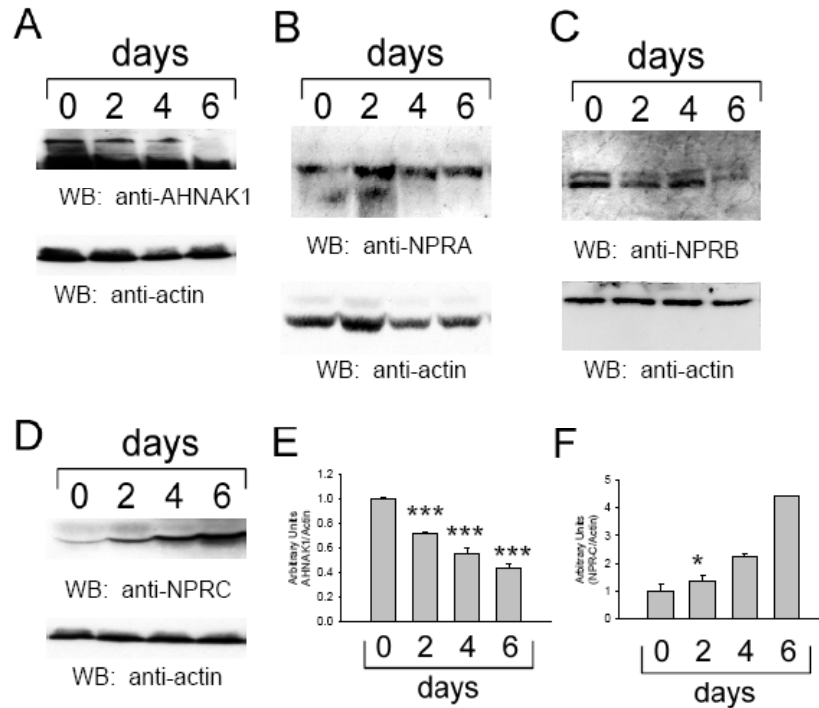 A
days
0 2 4 6
WB: anti-AHNAK1
WB: anti-actin
B
days
0 2 4 6
WB: anti-NPRA
WB: anti-actin
C
days
0 2 4 6
WB: anti-NPRB
WB: anti-actin
D
days
0 2 4 6
WB: anti-NPRC
WB: anti-actin
E
Arbitrary Units
AHNAK1/Actin
1.2
1.0
0.8
0.6
0.4
0.2
0.0
***
***
***
0 2 4 6
days
F
Arbitrary Units
(NPR-C/Actin)
5
4
3
2
1
0
*
0 2 4 6
days